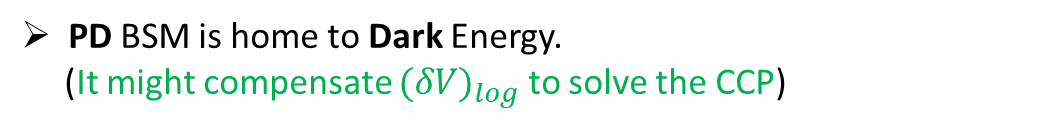 ➢ PD BSM is home to Dark Energy.
(It might compensate (δV)_{log} to solve the CCP)